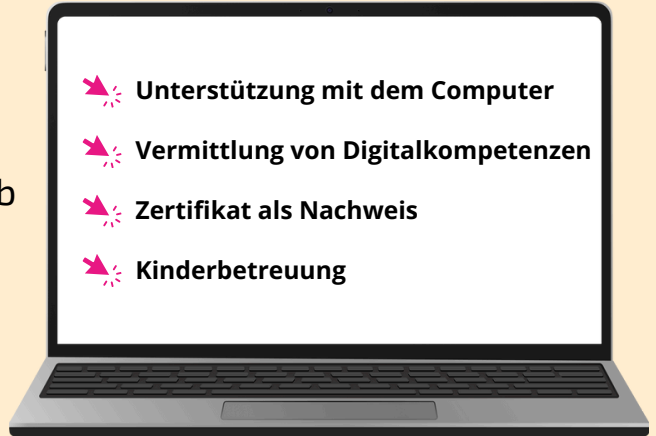 Unterstützung mit dem Computer
Vermittlung von Digitalkompetenzen
b
Zertifikat als Nachweis
Kinderbetreuung